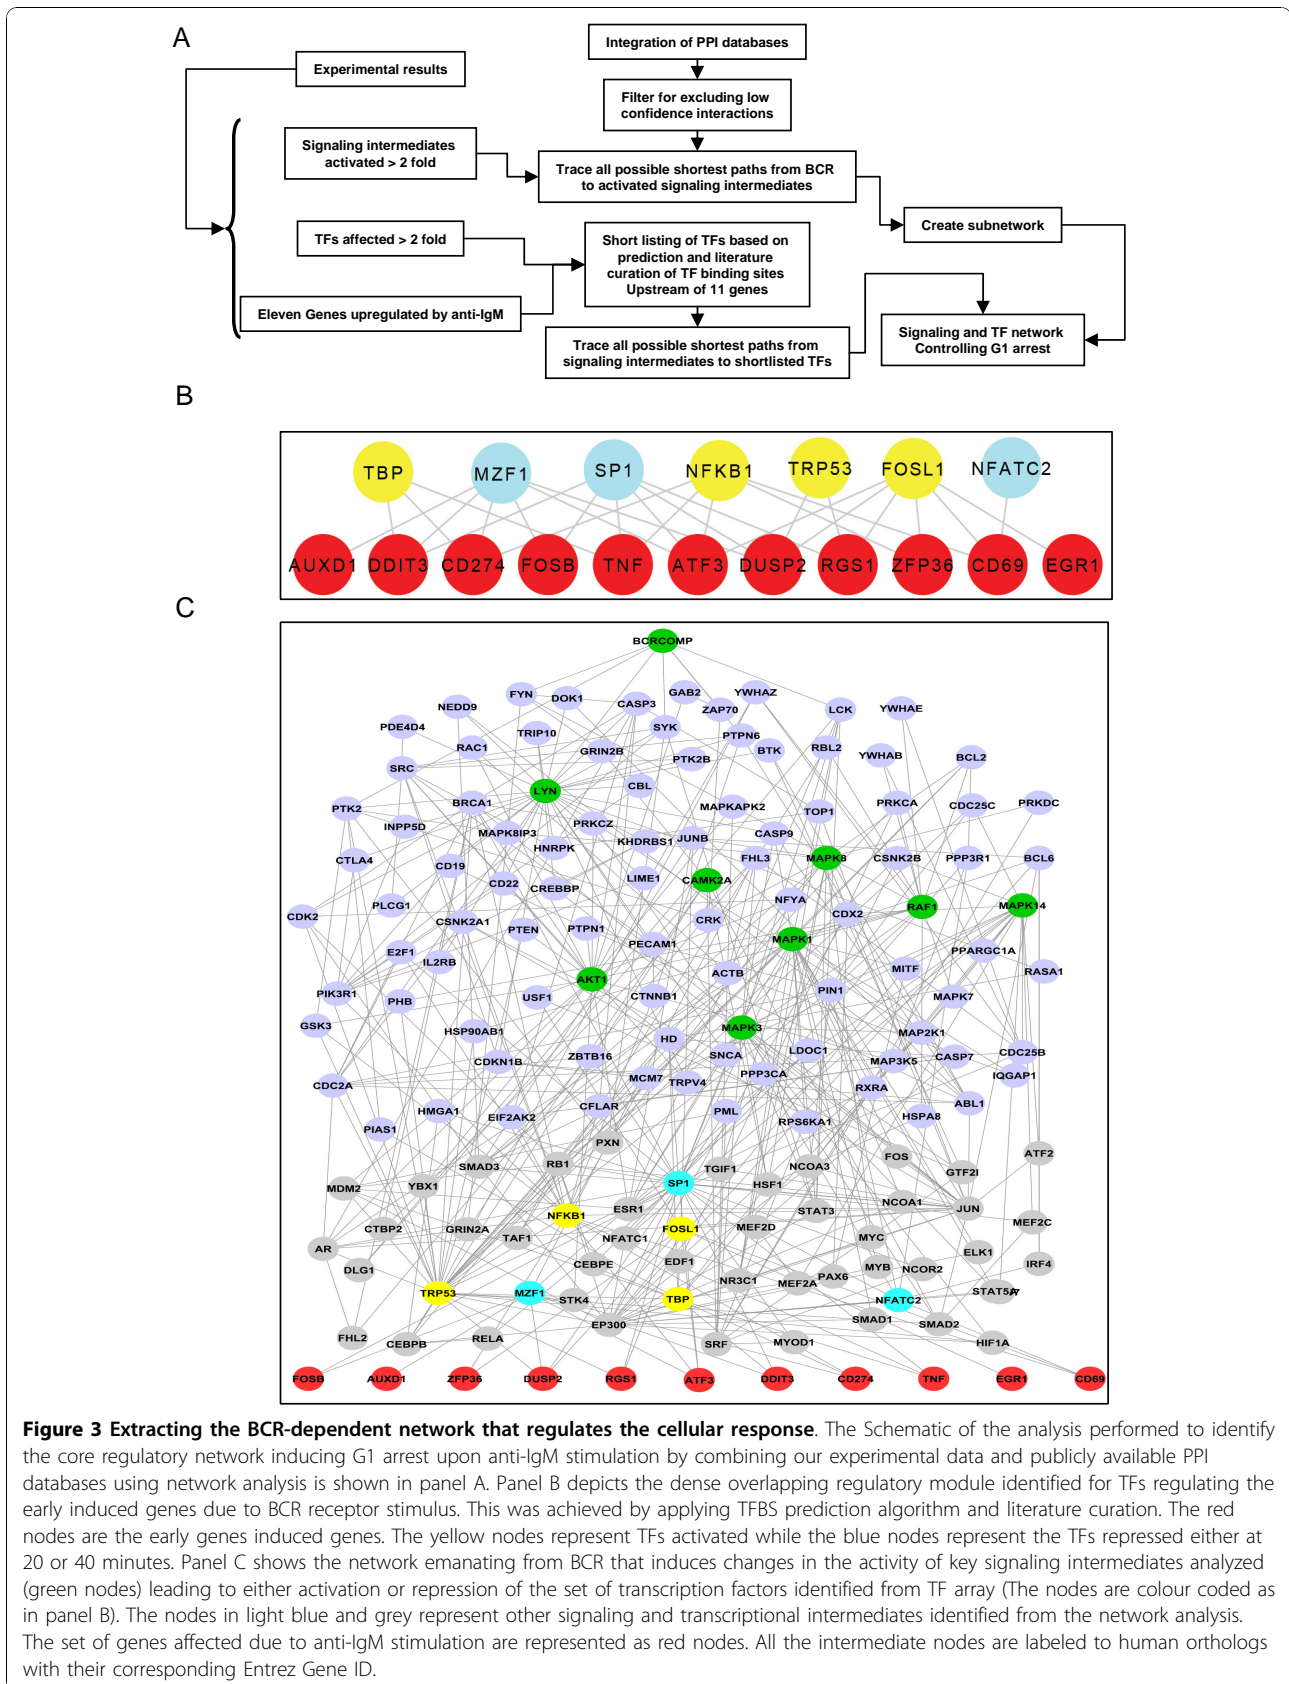 A
Integration of PPI databases
Experimental results
Filter for excluding low
confidence interactions
Signaling intermediates
activated > 2 fold
Trace all possible shortest paths from BCR
to activated signaling intermediates
Create subnetwork
TFs affected > 2 fold
Short listing of TFs based on
prediction and literature
curation of TF binding sites
Upstream of 11 genes
Eleven Genes upregulated by anti-IgM
Signaling and TF network
Controlling G1 arrest
Trace all possible shortest paths from
signaling intermediates to shortlisted TFs
B
TBP MZF1 SP1 NFKB1 TRP53 FOSL1 NFATC2
AUXD1 DDIT3 CD274 FOSB TNF ATF3 DUSP2 RGS1 ZFP36 CD69 EGR1
C
BCRCOMP
FYN DOK1 GAB2 YWHAZ
NEDD9 CASP3 ZAP70 LCK YWHAE
PDE4D4 TRIP10 SYK PTPN6
RAC1 GRIN2B PTK2B BTK RBL2 YWHAB BCL2
SRC
LYN CBL
PTK2 BRCA1 MAPKAPK2 TOP1 PRKCA CDC25C PRKDC
INPP5D MAPK8IP3 PRKCZ KHDRBS1 JUNB CASP9
HNRPK
CTLA4 CD19 FHL3 MAPK8 CSNK2B PPP3R1 BCL6
CD22 CREBBP LIME1 CAMK2A
CDK2 PLCG1 CSNK2A1 NFYA CDX2 RAF1 MAPK14
PTEN PTPN1 CRK
E2F1 IL2RB PECAM1 MAPK1 PPARGC1A
MITF RASA1
PIK3R1 PHB USF1 AKT1 CTNNB1 ACTB PIN1 MAPK7
GSK3 HSP90AB1 HD MAPK3 MAP2K1
CDKN1B ZBTB16 SNCA LDOC1 MAP3K5 CASP7 CDC25B
CDC2A MCM7 TRPV4 PPP3CA RXRA IQGAP1
HMGA1 EIF2AK2 CFLAR PML RPS6KA1 HSPA8 ABL1
PIAS1 PXN
SMAD3 RB1 TGIF1 NCOA3 FOS GTF2I ATF2
MDM2 YBX1 SP1 HSF1 NCOA1 JUN
CTBP2 GRIN2A NFKB1 ESR1 FOSL1 MEF2D STAT3 MEF2C
AR TAF1 NFATC1 MYC ELK1
DLG1 CEBPE EDF1 NR3C1 MEF2A PAX6 MYB NCOR2 IRF4
TRP53 MZF1 STK4 TBP NFATC2 STAT5A
FHL2 CEBPB RELA EP300 SRF MYOD1 SMAD1 SMAD2 HIF1A
FOSB AUXD1 ZFP36 DUSP2 RGS1 ATF3 DDIT3 CD274 TNF EGR1 CD69
Figure 3 Extracting the BCR-dependent network that regulates the cellular response. The Schematic of the analysis performed to identify
the core regulatory network inducing G1 arrest upon anti-IgM stimulation by combining our experimental data and publicly available PPI
databases using network analysis is shown in panel A. Panel B depicts the dense overlapping regulatory module identified for TFs regulating the
early induced genes due to BCR receptor stimulus. This was achieved by applying TFBS prediction algorithm and literature curation. The red
nodes are the early genes induced genes. The yellow nodes represent TFs activated while the blue nodes represent the TFs repressed either at
20 or 40 minutes. Panel C shows the network emanating from BCR that induces changes in the activity of key signaling intermediates analyzed
(green nodes) leading to either activation or repression of the set of transcription factors identified from TF array (The nodes are colour coded as
in panel B). The nodes in light blue and grey represent other signaling and transcriptional intermediates identified from the network analysis.
The set of genes affected due to anti-IgM stimulation are represented as red nodes. All the intermediate nodes are labeled to human orthologs
with their corresponding Entrez Gene ID.